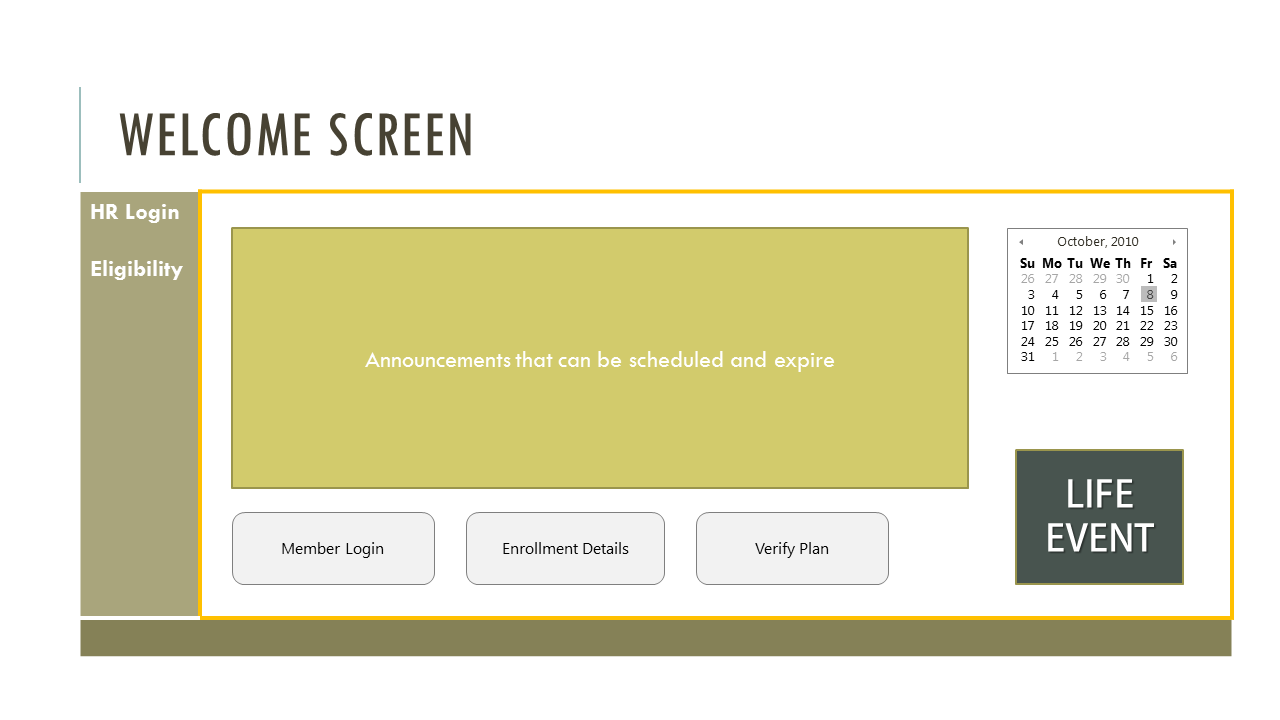 WELCOME SCREEN
HR Login
Eligibility
Announcements that can be scheduled and expire
October, 2010
Su Mo Tu We Th Fr Sa
26 27 28 29 30 1 2
3 4 5 6 7 8 9
10 11 12 13 14 15 16
17 18 19 20 21 22 23
24 25 26 27 28 29 30
31 1 2 3 4 5 6
LIFE
EVENT
Member Login
Enrollment Details
Verify Plan